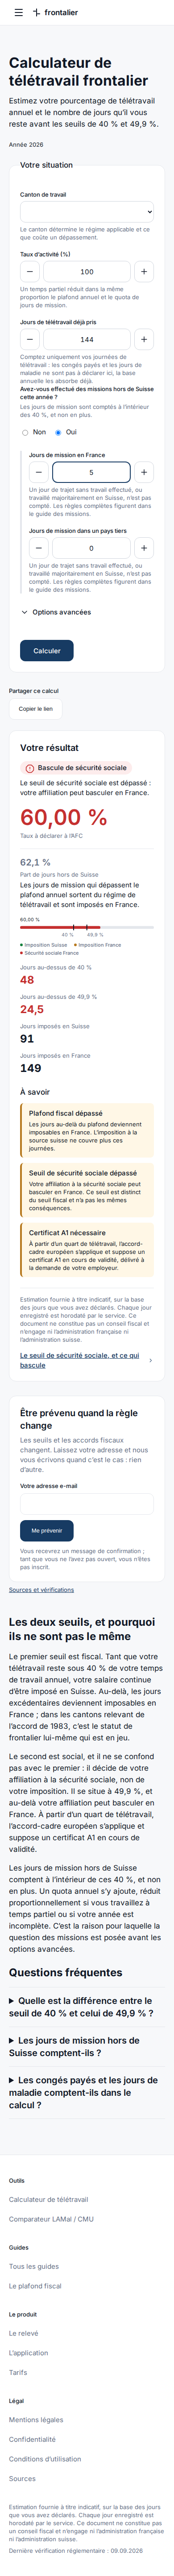 frontalier
Calculateur de
télétravail frontalier
Estimez votre pourcentage de télétravail
annuel et le nombre de jours qu'il vous
reste avant les seuils de 40 % et 49,9 %.
Année 2026
Votre situation
Canton de travail
Le canton détermine le régime applicable et ce
que coûte un dépassement.
Taux d'activité (%)
100
Un temps partiel réduit dans la même
proportion le plafond annuel et le quota de
jours de mission.
Jours de télétravail déjà pris
144
Comptez uniquement vos journées de
télétravail : les congés payés et les jours de
maladie ne sont pas à déclarer ici, la base
annuelle les absorbe déjà.
Avez-vous effectué des missions hors de Suisse
cette année ?
Les jours de mission sont comptés à l'intérieur
des 40 %, et non en plus.
Non
Oui
Jours de mission en France
5
Un jour de trajet sans travail effectué, ou
travaillé majoritairement en Suisse, n'est pas
compté. Les règles complètes figurent dans
le guide des missions.
Jours de mission dans un pays tiers
0
Un jour de trajet sans travail effectué, ou
travaillé majoritairement en Suisse, n'est pas
compté. Les règles complètes figurent dans
le guide des missions.
Options avancées
Calculer
Partager ce calcul
Copier le lien
Votre résultat
Bascule de sécurité sociale
Le seuil de sécurité sociale est dépassé :
votre affiliation peut basculer en France.
60,00 %
Taux à déclarer à l'AFC
62,1 %
Part de jours hors de Suisse
Les jours de mission qui dépassent le
plafond annuel sortent du régime de
télétravail et sont imposés en France.
60,00 %
40 %
49,9 %
Imposition Suisse
Imposition France
Sécurité sociale France
Jours au-dessus de 40 %
48
Jours au-dessus de 49,9 %
24,5
Jours imposés en Suisse
91
Jours imposés en France
149
À savoir
Plafond fiscal dépassé
Les jours au-delà du plafond deviennent
imposables en France. L'imposition à la
source suisse ne couvre plus ces
journées.
Seuil de sécurité sociale dépassé
Votre affiliation à la sécurité sociale peut
basculer en France. Ce seuil est distinct
du seuil fiscal et n'a pas les mêmes
conséquences.
Certificat A1 nécessaire
À partir d'un quart de télétravail, l'accord-
cadre européen s'applique et suppose un
certificat A1 en cours de validité, délivré à
la demande de votre employeur.
Estimation fournie à titre indicatif, sur la base
des jours que vous avez déclarés. Chaque jour
enregistré est horodaté par le service. Ce
document ne constitue pas un conseil fiscal et
n'engage ni l'administration française ni
l'administration suisse.
Le seuil de sécurité sociale, et ce qui
bascule
Être prévenu quand la règle
change
Les seuils et les accords fiscaux
changent. Laissez votre adresse et nous
vous écrivons quand c'est le cas : rien
d'autre.
Votre adresse e-mail
Me prévenir
Vous recevrez un message de confirmation ;
tant que vous ne l'avez pas ouvert, vous n'êtes
pas inscrit.
Sources et vérifications
Les deux seuils, et pourquoi
ils ne sont pas le même
Le premier seuil est fiscal. Tant que votre
télétravail reste sous 40 % de votre temps
de travail annuel, votre salaire continue
d'être imposé en Suisse. Au-delà, les jours
excédentaires deviennent imposables en
France ; dans les cantons relevant de
l'accord de 1983, c'est le statut de
frontalier lui-même qui est en jeu.
Le second est social, et il ne se confond
pas avec le premier : il décide de votre
affiliation à la sécurité sociale, non de
votre imposition. Il se situe à 49,9 %, et
au-delà votre affiliation peut basculer en
France. À partir d'un quart de télétravail,
l'accord-cadre européen s'applique et
suppose un certificat A1 en cours de
validité.
Les jours de mission hors de Suisse
comptent à l'intérieur de ces 40 %, et non
en plus. Un quota annuel s'y ajoute, réduit
proportionnellement si vous travaillez à
temps partiel ou si votre année est
incomplète. C'est la raison pour laquelle la
question des missions est posée avant les
options avancées.
Questions fréquentes
Quelle est la différence entre le
seuil de 40 % et celui de 49,9 % ?
Les jours de mission hors de
Suisse comptent-ils ?
Les congés payés et les jours de
maladie comptent-ils dans le
calcul ?
Outils
Calculateur de télétravail
Comparateur LAMal / CMU
Guides
Tous les guides
Le plafond fiscal
Le produit
Le relevé
L'application
Tarifs
Légal
Mentions légales
Confidentialité
Conditions d'utilisation
Sources
Estimation fournie à titre indicatif, sur la base des jours
que vous avez déclarés. Chaque jour enregistré est
horodaté par le service. Ce document ne constitue pas
un conseil fiscal et n'engage ni l'administration française
ni l'administration suisse.
Dernière vérification réglementaire : 09.09.2026